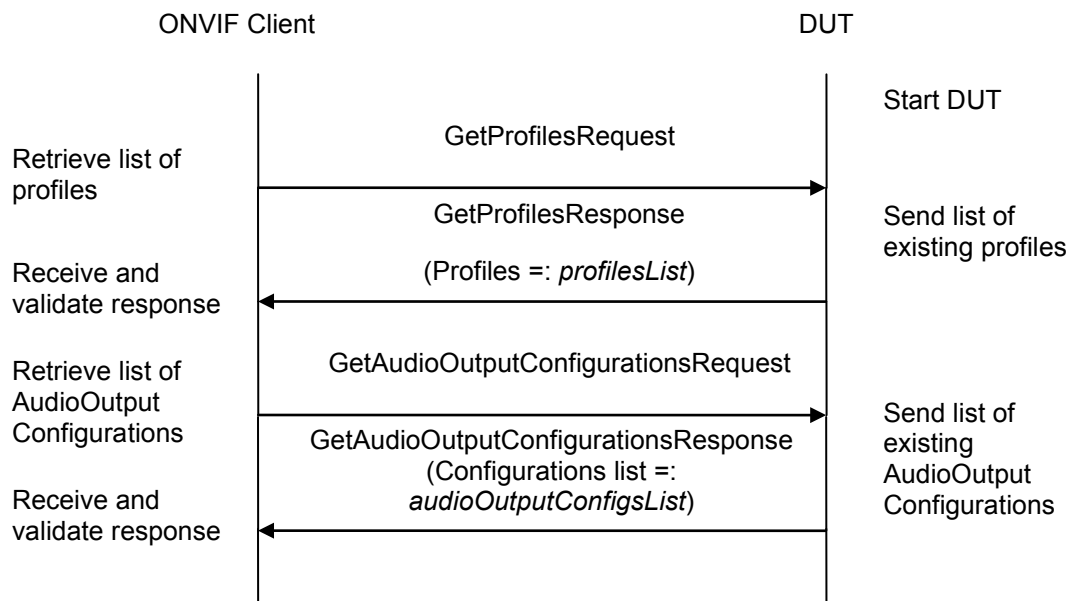 ONVIF Client
DUT
Start DUT
GetProfilesRequest
Retrieve list of
profiles
GetProfilesResponse
Send list of
existing profiles
(Profiles =: profilesList)
Receive and
validate response
GetAudioOutputConfigurationsRequest
Retrieve list of
AudioOutput
Configurations
Send list of
existing
AudioOutput
Configurations
GetAudioOutputConfigurationsResponse
(Configurations list =:
audioOutputConfigsList)
Receive and
validate response